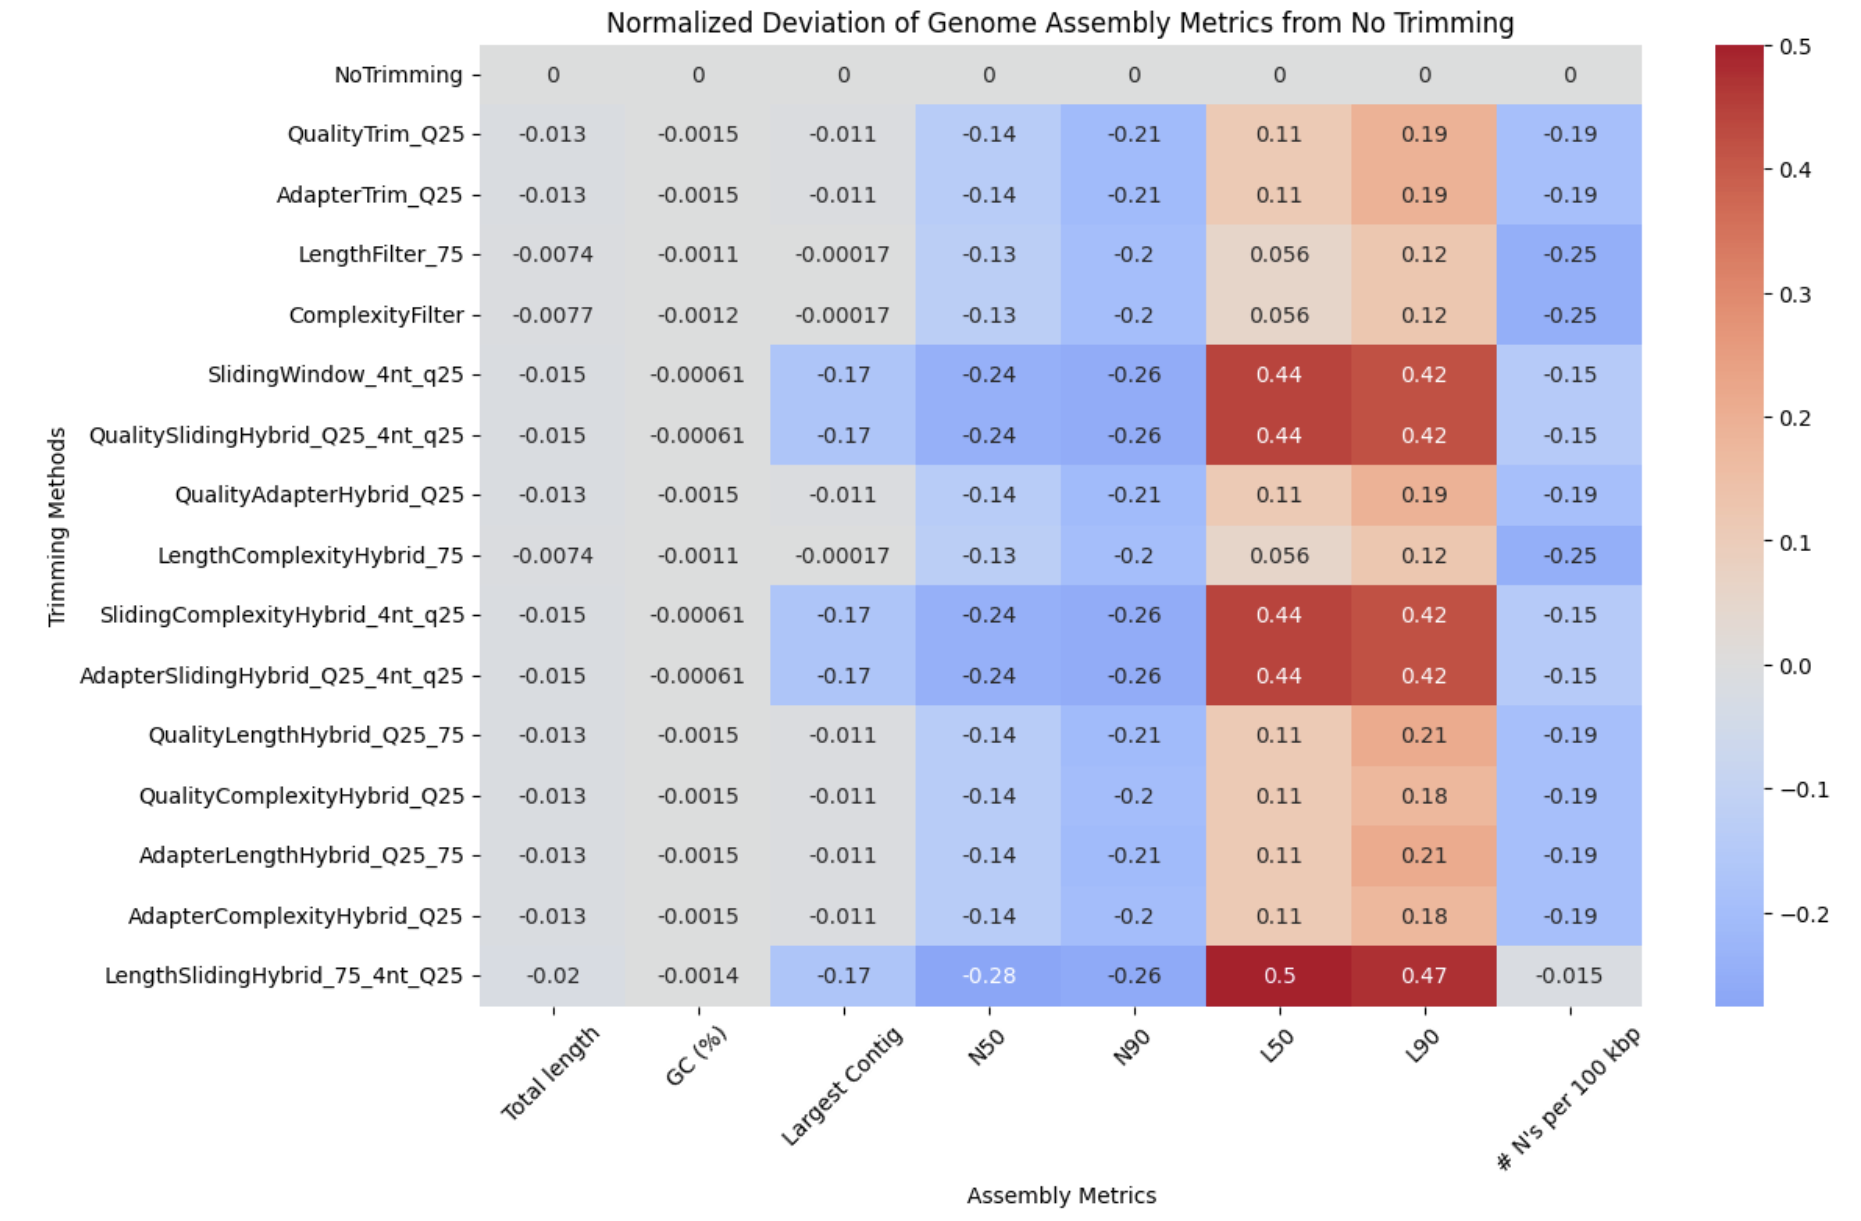 Normalized Deviation of Genome Assembly Metrics from No Trimming
Trimming Methods
NoTrimming 0 0 0 0 0 0 0 0
QualityTrim_Q25 -0.013 -0.0015 -0.011 -0.14 -0.21 0.11 0.19 -0.19
AdapterTrim_Q25 -0.013 -0.0015 -0.011 -0.14 -0.21 0.11 0.19 -0.19
LengthFilter_75 -0.0074 -0.0011 -0.00017 -0.13 -0.2 0.056 0.12 -0.25
ComplexityFilter -0.0077 -0.0012 -0.00017 -0.13 -0.2 0.056 0.12 -0.25
SlidingWindow_4nt_q25 -0.015 -0.00061 -0.17 -0.24 -0.26 0.44 0.42 -0.15
QualitySlidingHybrid_Q25_4nt_q25 -0.015 -0.00061 -0.17 -0.24 -0.26 0.44 0.42 -0.15
QualityAdapterHybrid_Q25 -0.013 -0.0015 -0.011 -0.14 -0.21 0.11 0.19 -0.19
LengthComplexityHybrid_75 -0.0074 -0.0011 -0.00017 -0.13 -0.2 0.056 0.12 -0.25
SlidingComplexityHybrid_4nt_q25 -0.015 -0.00061 -0.17 -0.24 -0.26 0.44 0.42 -0.15
AdapterSlidingHybrid_Q25_4nt_q25 -0.015 -0.00061 -0.17 -0.24 -0.26 0.44 0.42 -0.15
QualityLengthHybrid_Q25_75 -0.013 -0.0015 -0.011 -0.14 -0.21 0.11 0.21 -0.19
QualityComplexityHybrid_Q25 -0.013 -0.0015 -0.011 -0.14 -0.2 0.11 0.18 -0.19
AdapterLengthHybrid_Q25_75 -0.013 -0.0015 -0.011 -0.14 -0.21 0.11 0.21 -0.19
AdapterComplexityHybrid_Q25 -0.013 -0.0015 -0.011 -0.14 -0.2 0.11 0.18 -0.19
LengthSlidingHybrid_75_4nt_Q25 -0.02 -0.0014 -0.17 -0.28 -0.26 0.5 0.47 -0.015
Total length GC (%) Largest Contig N50 N90 L50 L90 # N's per 100 kbp
Assembly Metrics
0.5
0.4
0.3
0.2
0.1
0.0
−0.1
−0.2